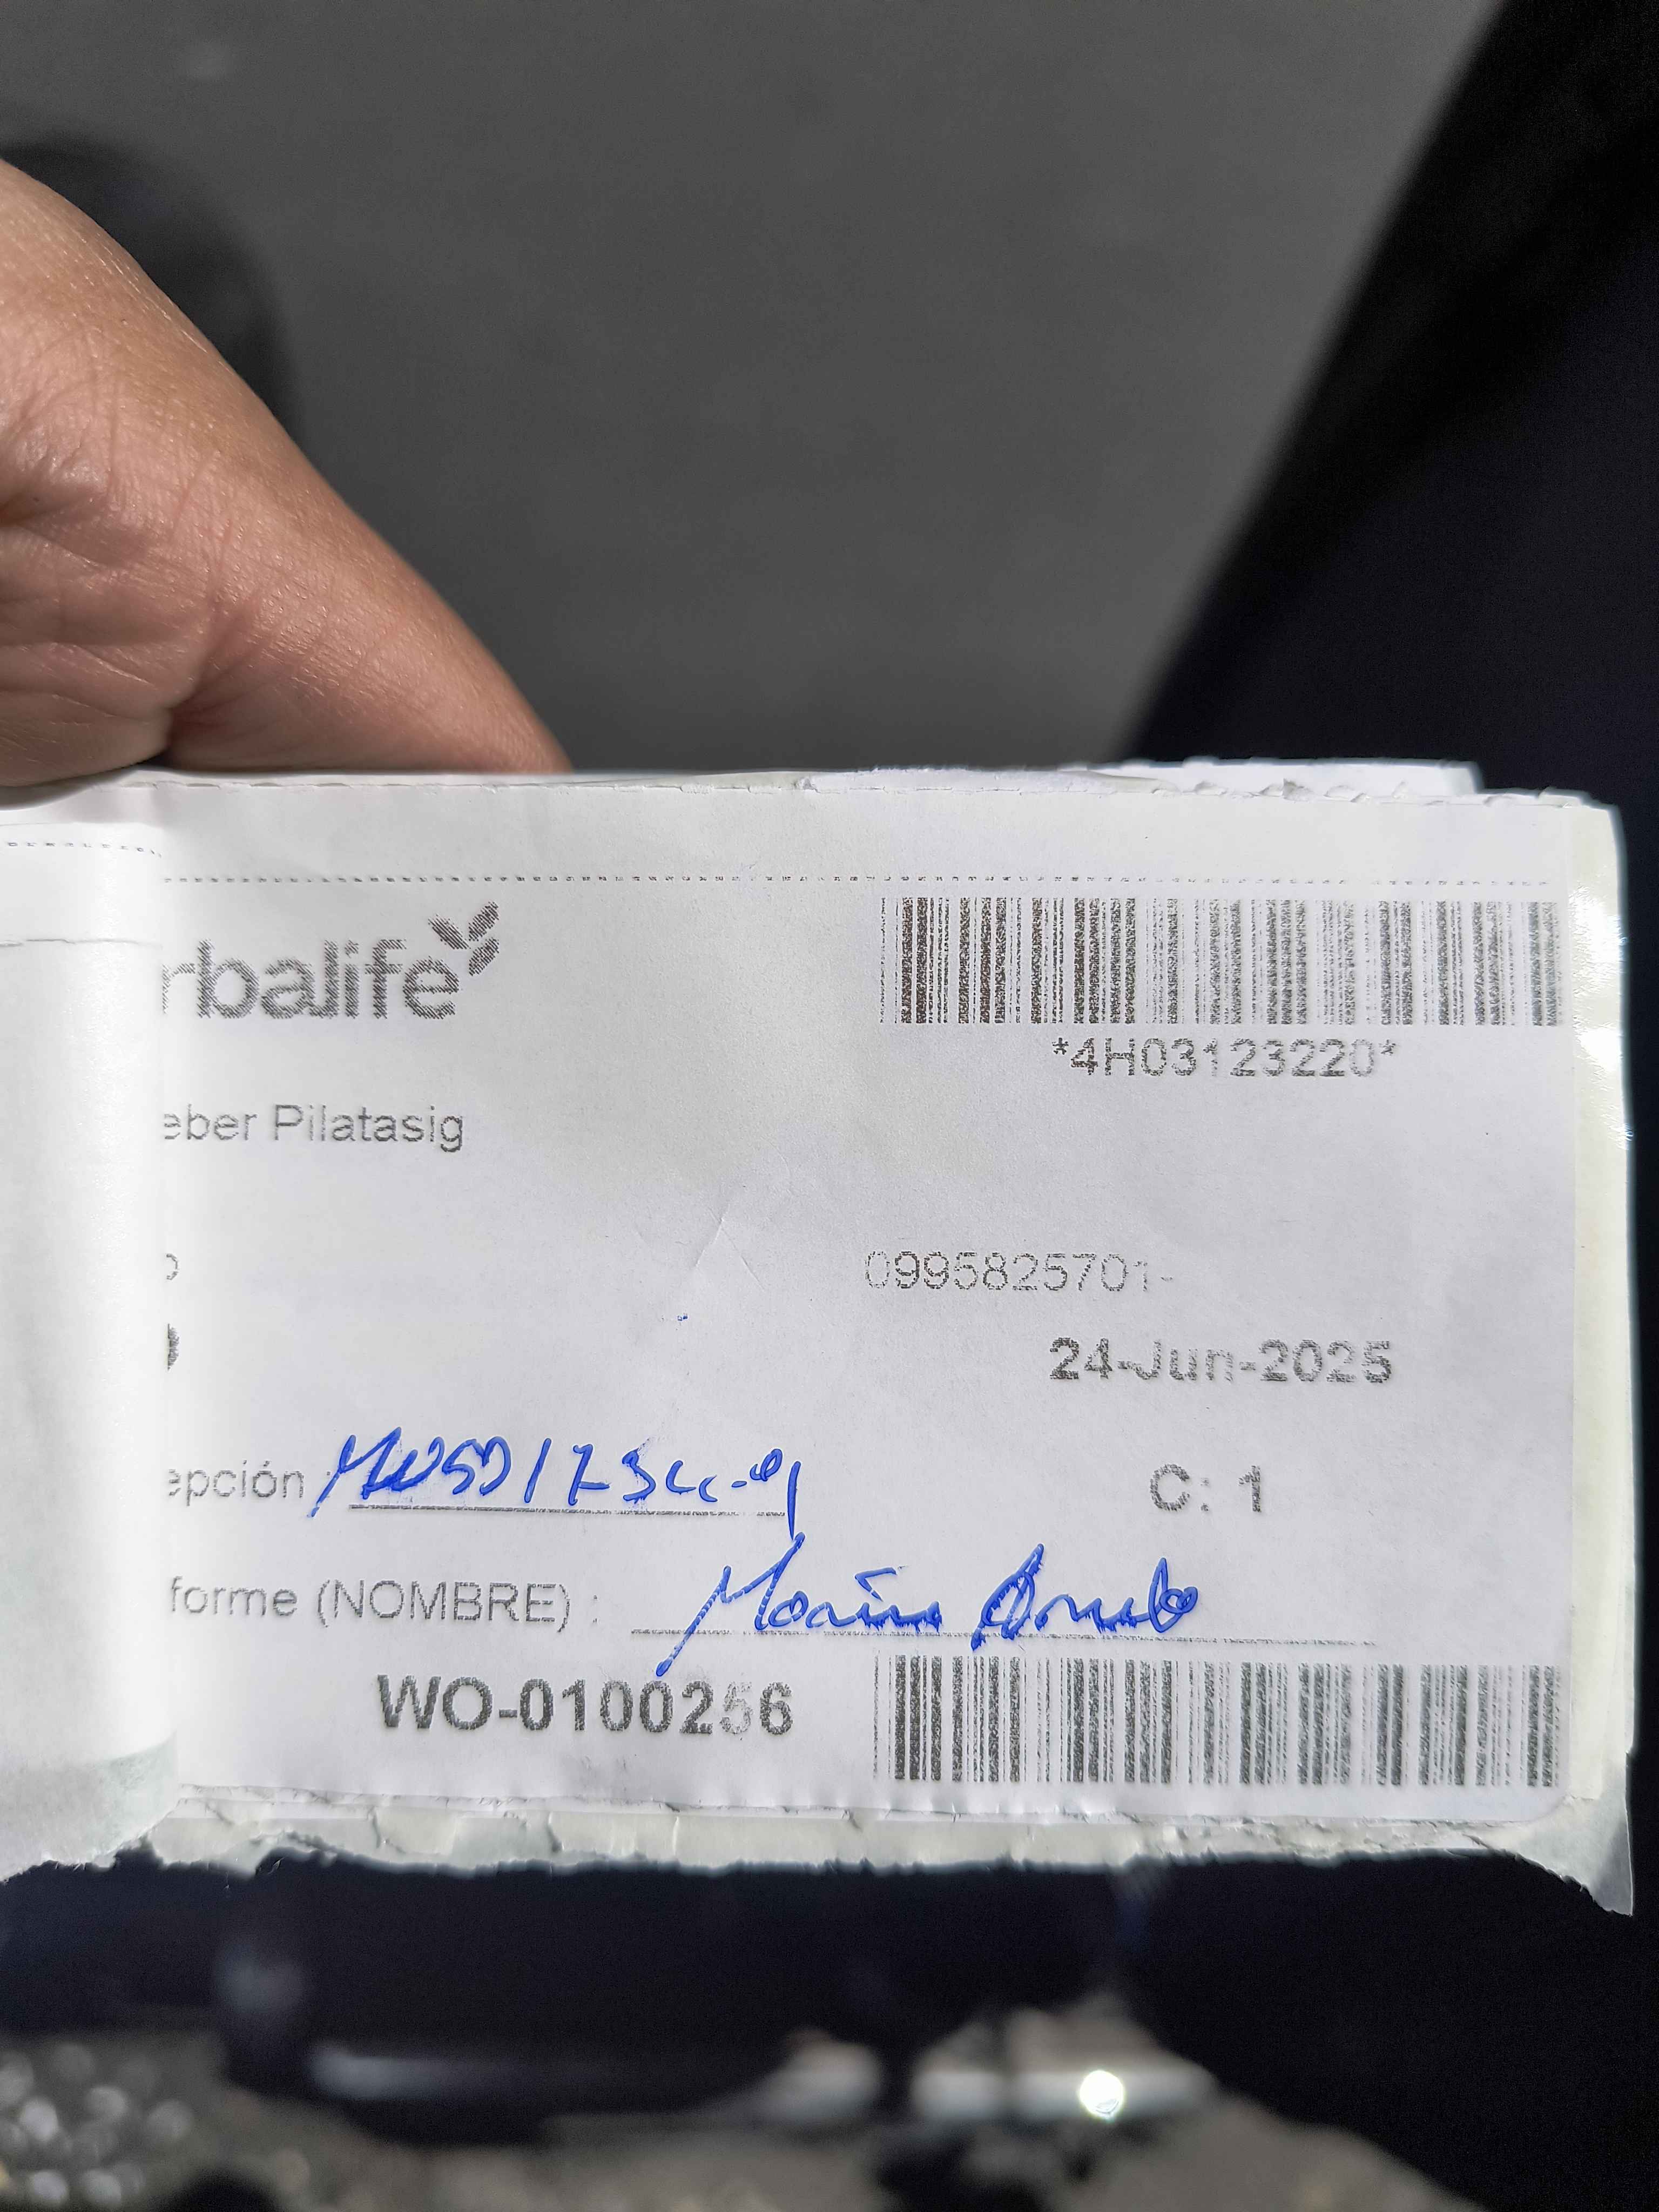 rbalife
*4H03123220*
eber Pilatasig
0995825701-
24-Jun-2025
epción
C: 1
forme (NOMBRE) :
WO-0100256